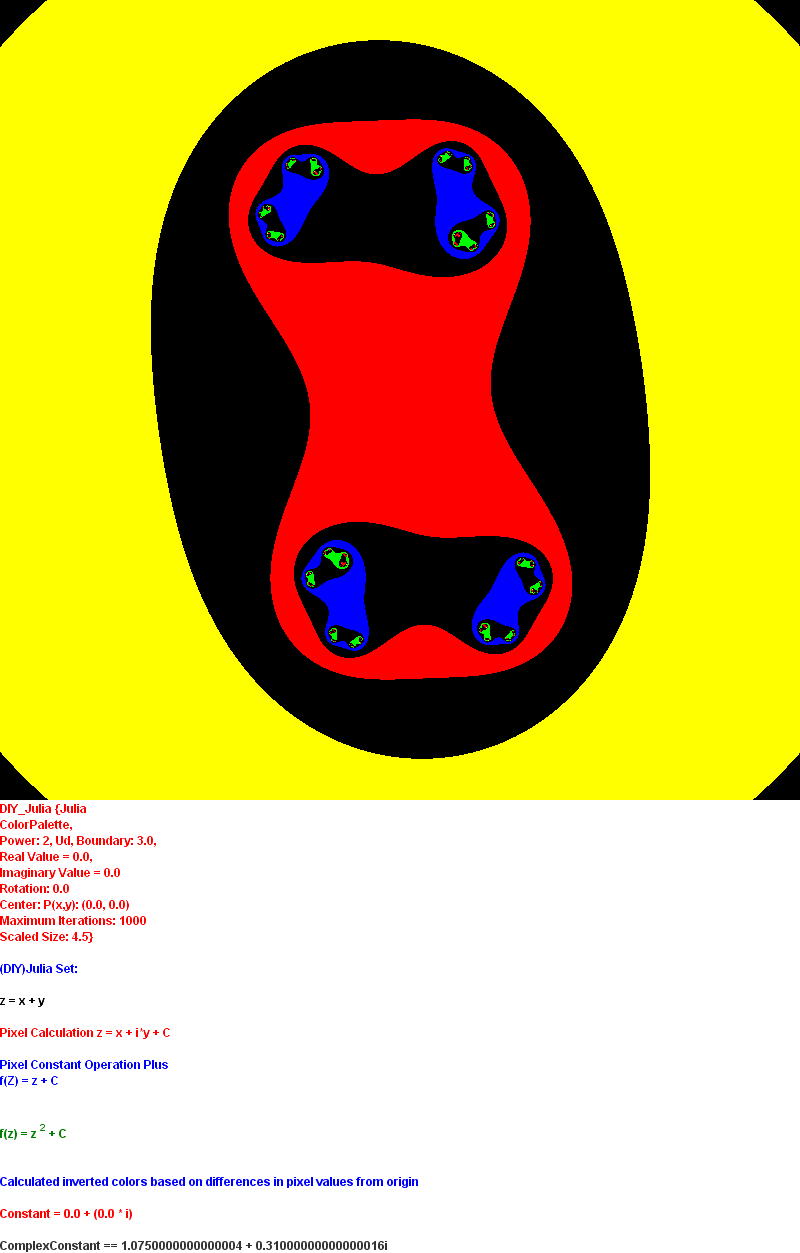 DIY_Julia {Julia
ColorPalette,
Power: 2, Ud, Boundary: 3.0,
Real Value = 0.0,
Imaginary Value = 0.0
Rotation: 0.0
Center: P(x,y): (0.0, 0.0)
Maximum Iterations: 1000
Scaled Size: 4.5}
(DIY)Julia Set:
z = x + y
Pixel Calculation z = x + i*y + C
Pixel Constant Operation Plus
f(Z) = z + C
f(z) = z ² + C
Calculated inverted colors based on differences in pixel values from origin
Constant = 0.0 + (0.0 * i)
ComplexConstant == 1.0750000000000004 + 0.31000000000000016i